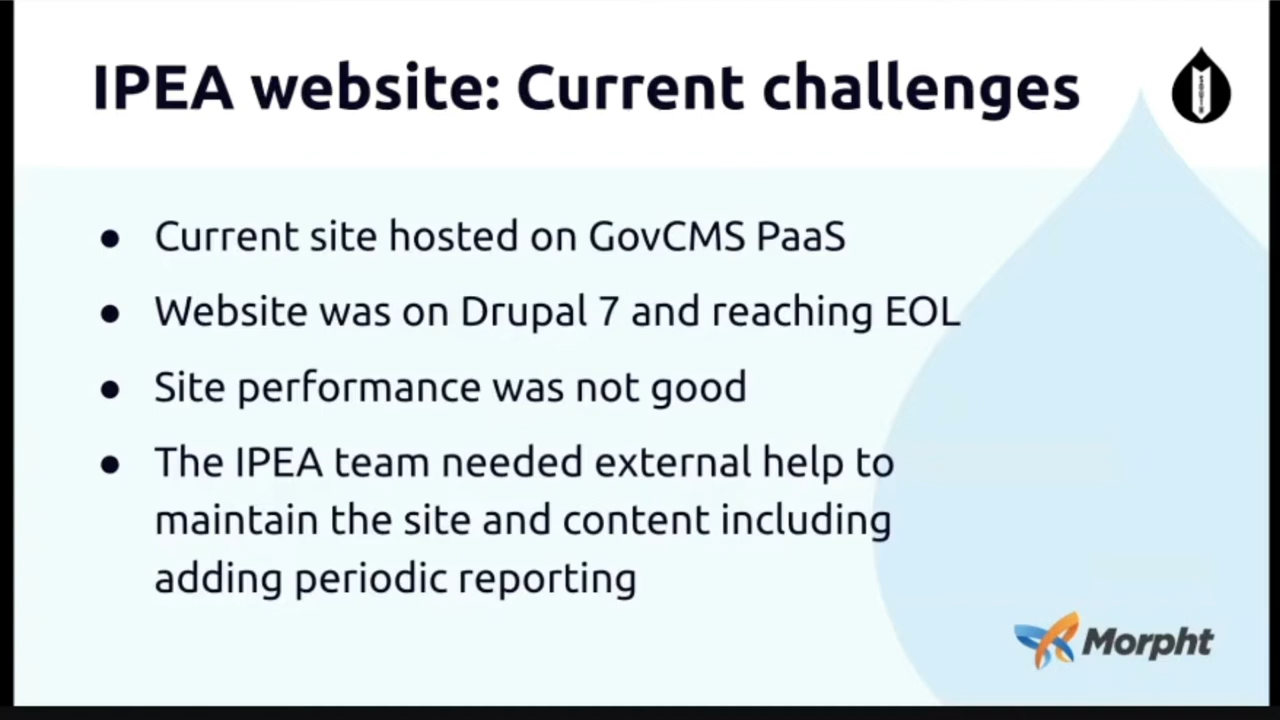 IPEA website: Current challenges
● Current site hosted on GovCMS PaaS
● Website was on Drupal 7 and reaching EOL
● Site performance was not good
● The IPEA team needed external help to
maintain the site and content including
adding periodic reporting
Morpht